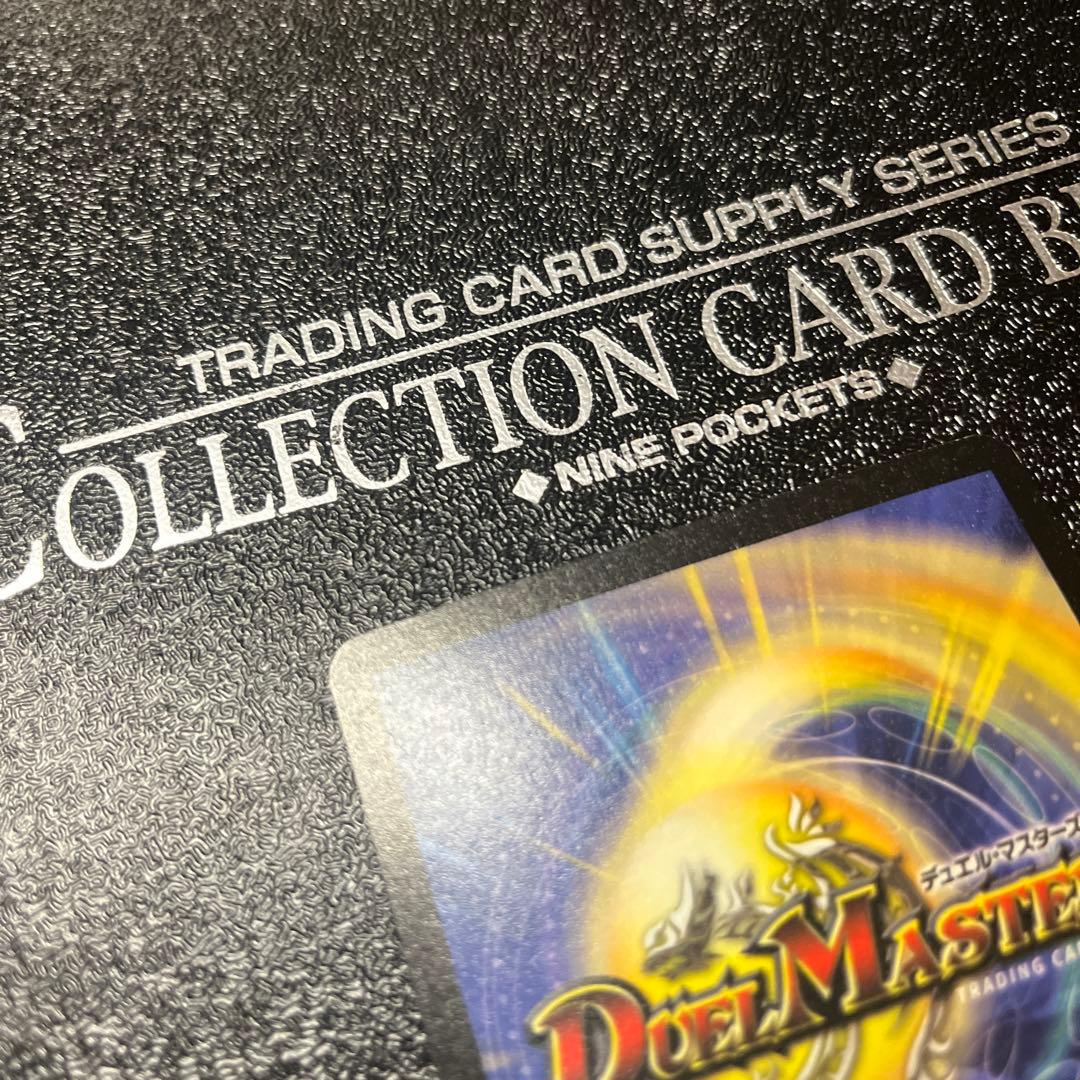 TRADING CARD SUPPLY SERIES
COLLECTION CARD
◆NINE POCKETS◆
デュエル・マスターズ
DUEL MASTE
TRADING